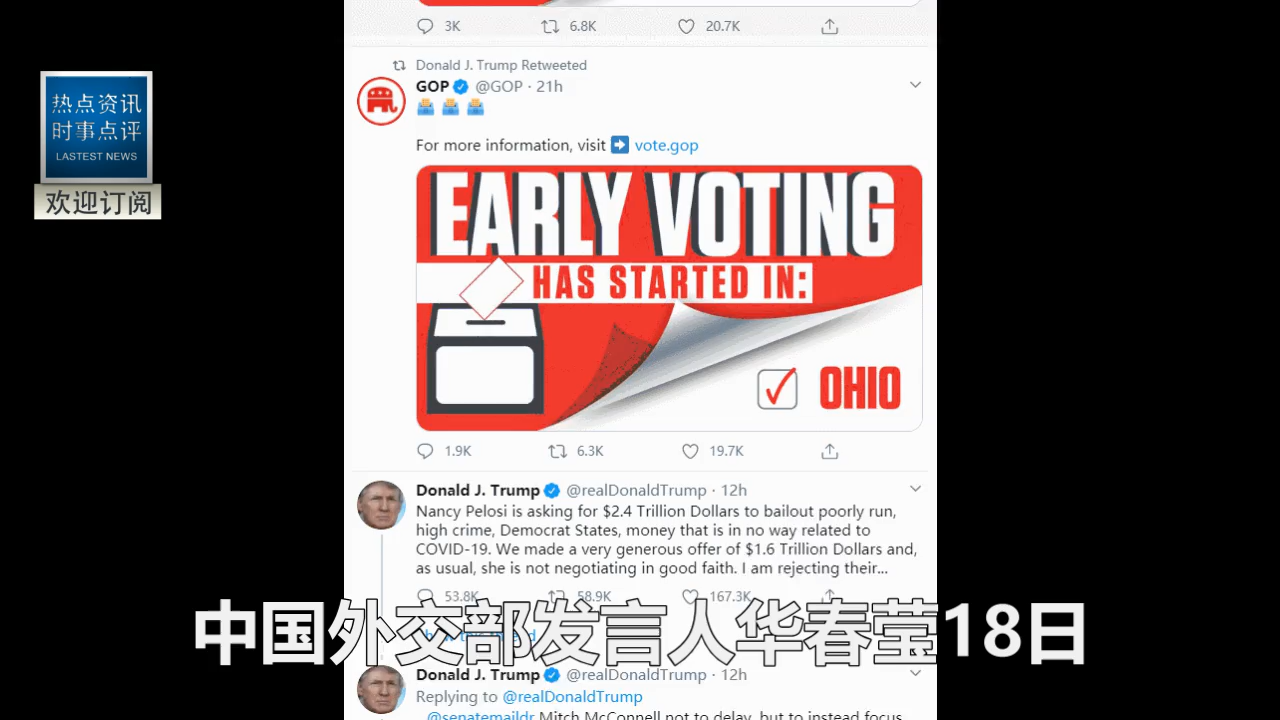 3K 6.8K 20.7K
Donald J. Trump Retweeted
GOP @GOP · 21h
For more information, visit vote.gop
EARLY VOTING
HAS STARTED IN:
OHIO
1.9K 6.3K 19.7K
Donald J. Trump @realDonaldTrump · 12h
Nancy Pelosi is asking for $2.4 Trillion Dollars to bailout poorly run,
high crime, Democrat States, money that is in no way related to
COVID-19. We made a very generous offer of $1.6 Trillion Dollars and,
as usual, she is not negotiating in good faith. I am rejecting their...
53.8K 58.9K 167.3K
Donald J. Trump @realDonaldTrump · 12h
Replying to @realDonaldTrump
@senatemajldr Mitch McConnell not to delay, but to instead focus
热点资讯
时事点评
LASTEST NEWS
欢迎订阅
中国外交部发言人华春莹18日